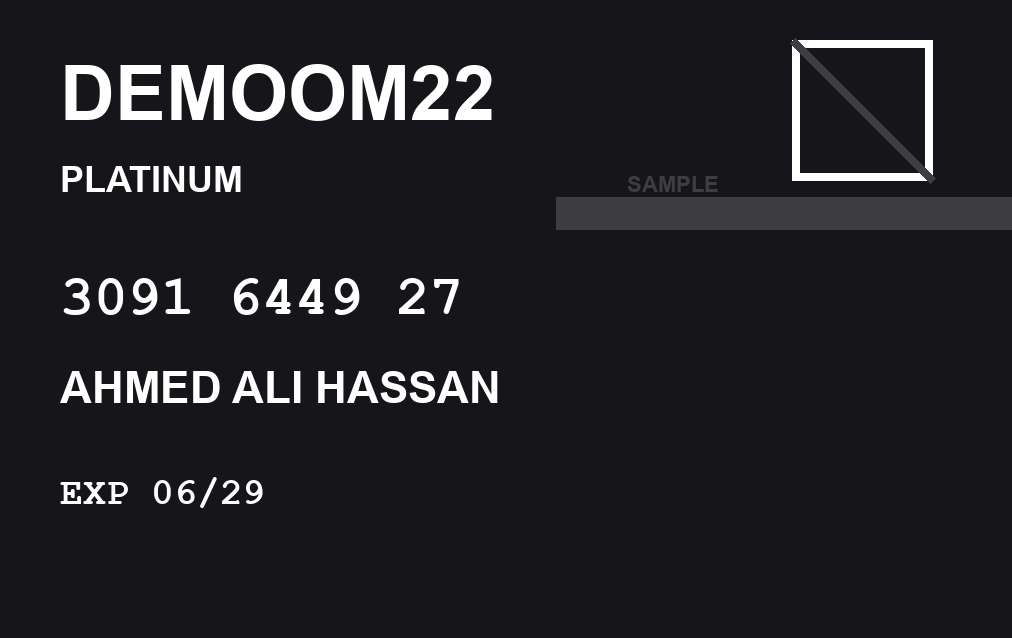 DEMOOM22
PLATINUM
SAMPLE
3091 6449 27
AHMED ALI HASSAN
EXP 06/29